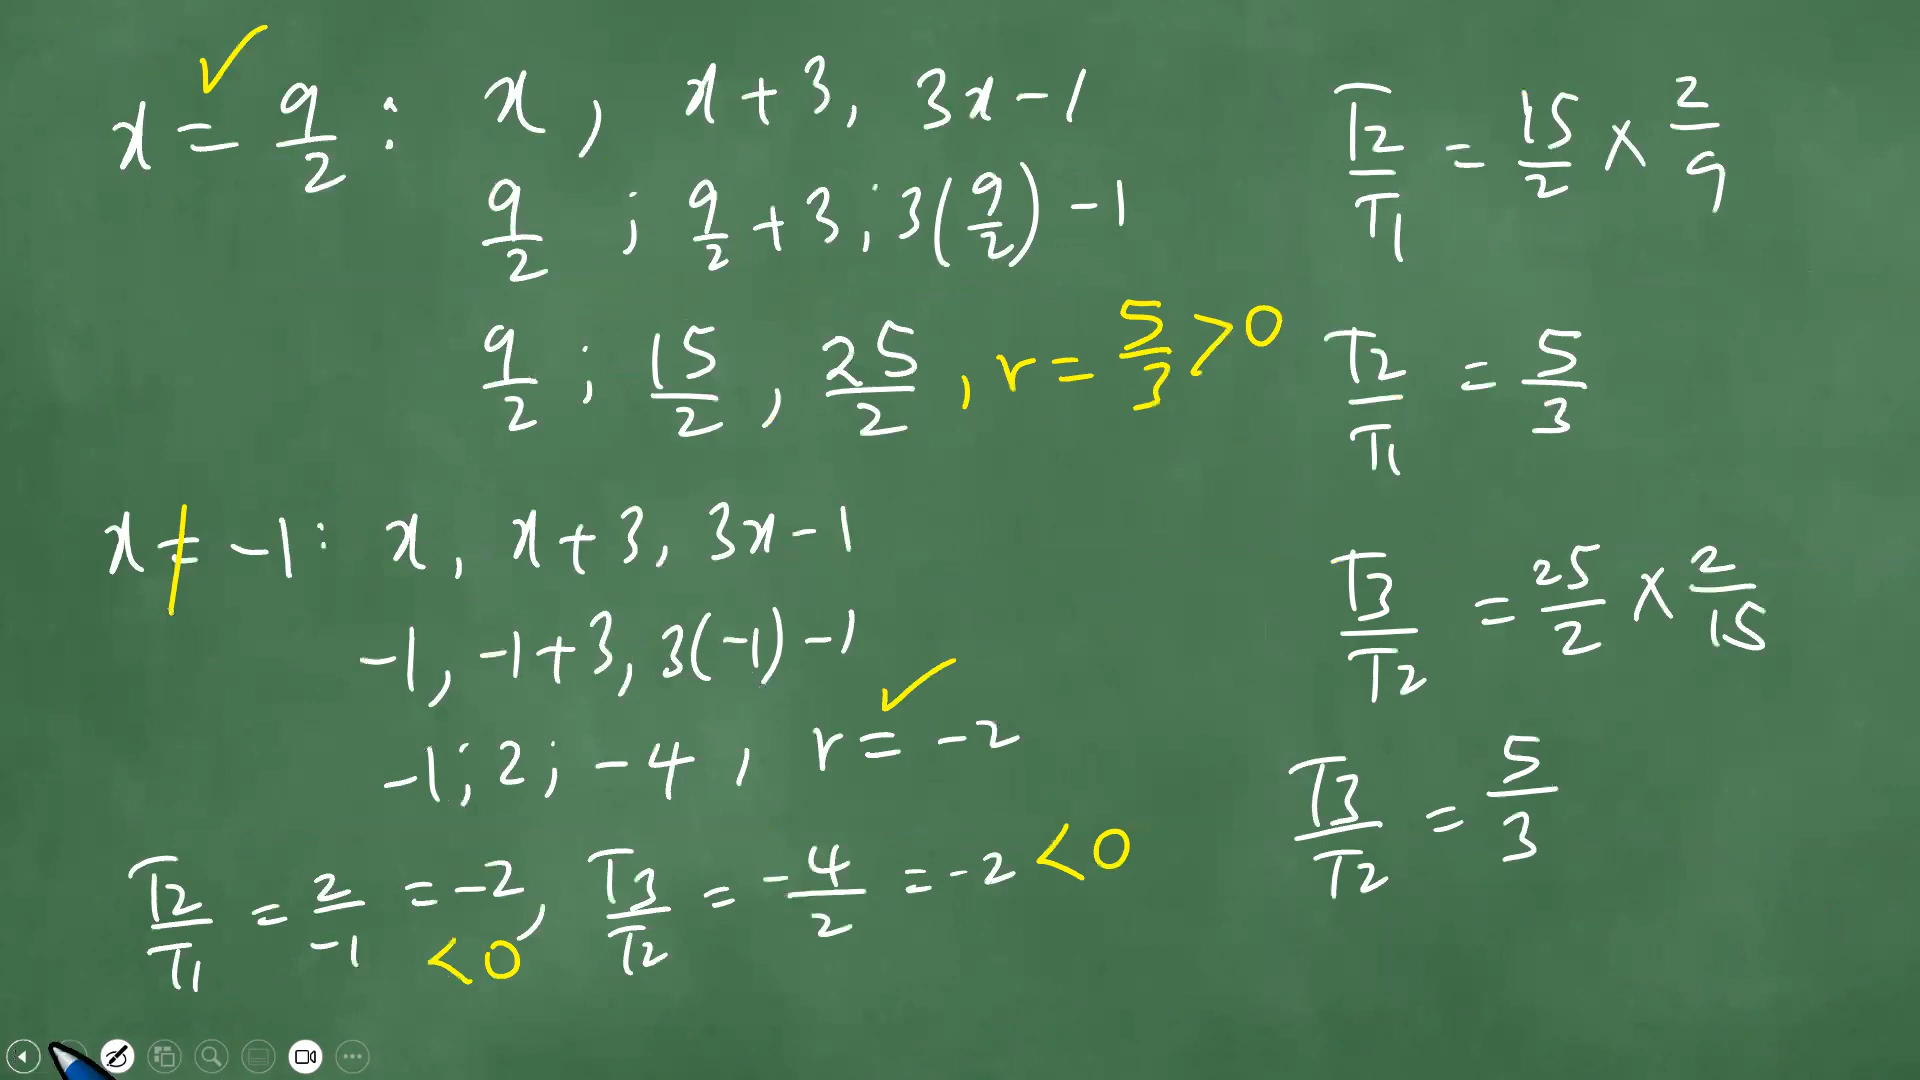 x = 9/2 : x, x+3, 3x-1
9/2 ; 9/2 + 3 ; 3(9/2) - 1
9/2 ; 15/2, 25/2, r = 5/3 > 0
x ≠ -1 : x, x+3, 3x-1
-1, -1+3, 3(-1)-1
-1 ; 2 ; -4, r = -2
T2/T1 = 2/-1 = -2 < 0, T3/T2 = -4/2 = -2 < 0
T2/T1 = 15/2 × 2/9
T2/T1 = 5/3
T3/T2 = 25/2 × 2/15
T3/T2 = 5/3